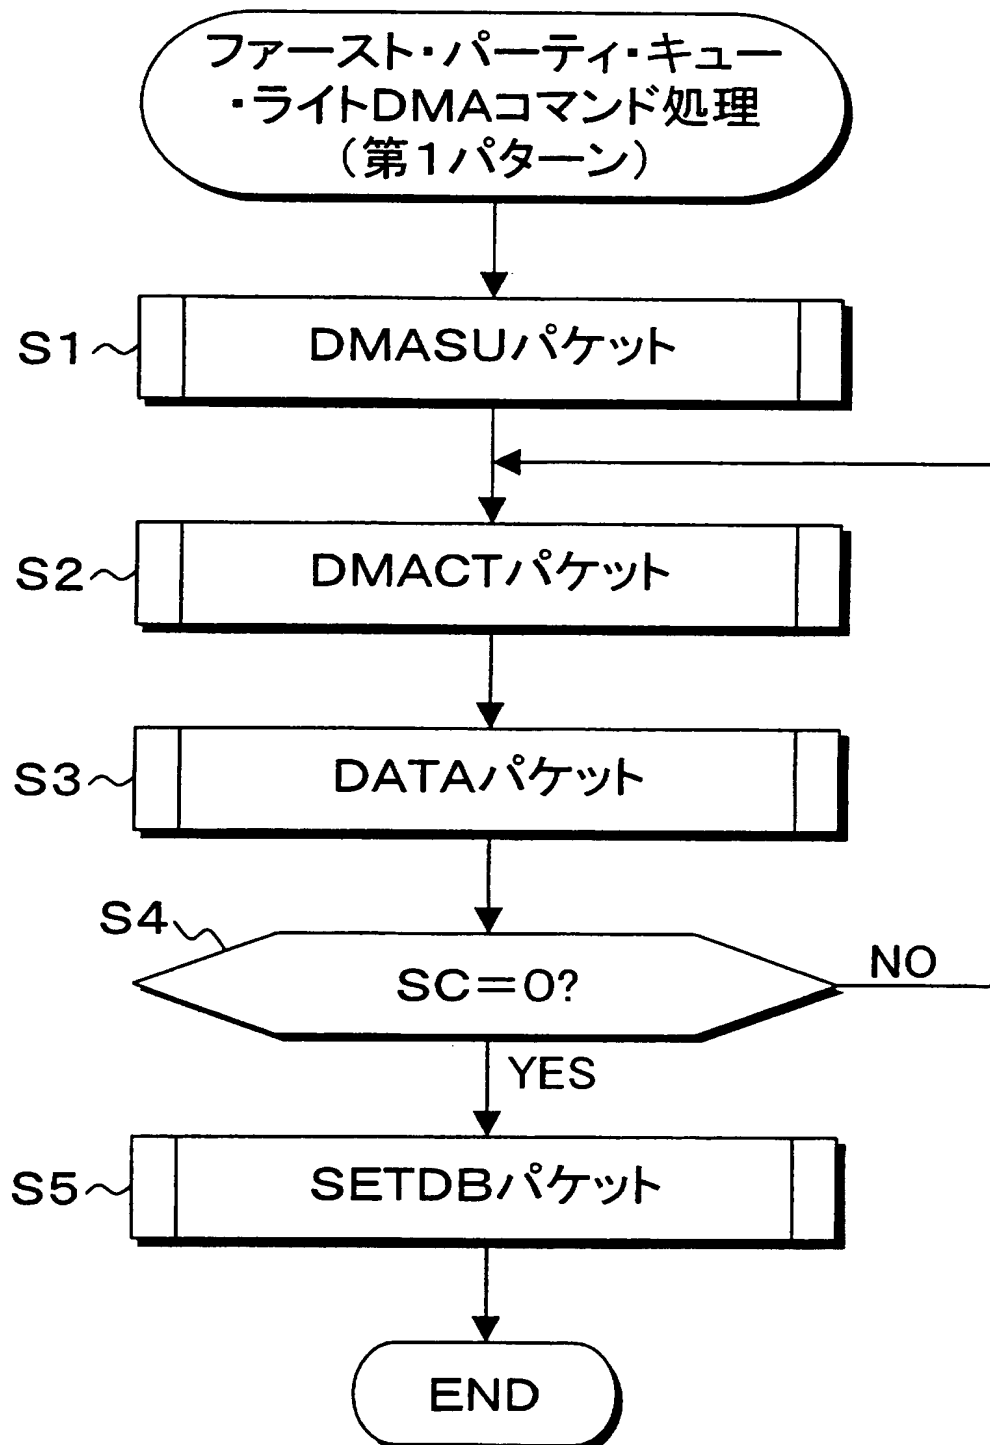 ファースト・パーティ・キュー
・ライトDMAコマンド処理
(第1パターン)
S1
DMASUパケット
S2
DMACTパケット
S3
DATAパケット
S4
SC=0?
NO
YES
S5
SETDBパケット
END